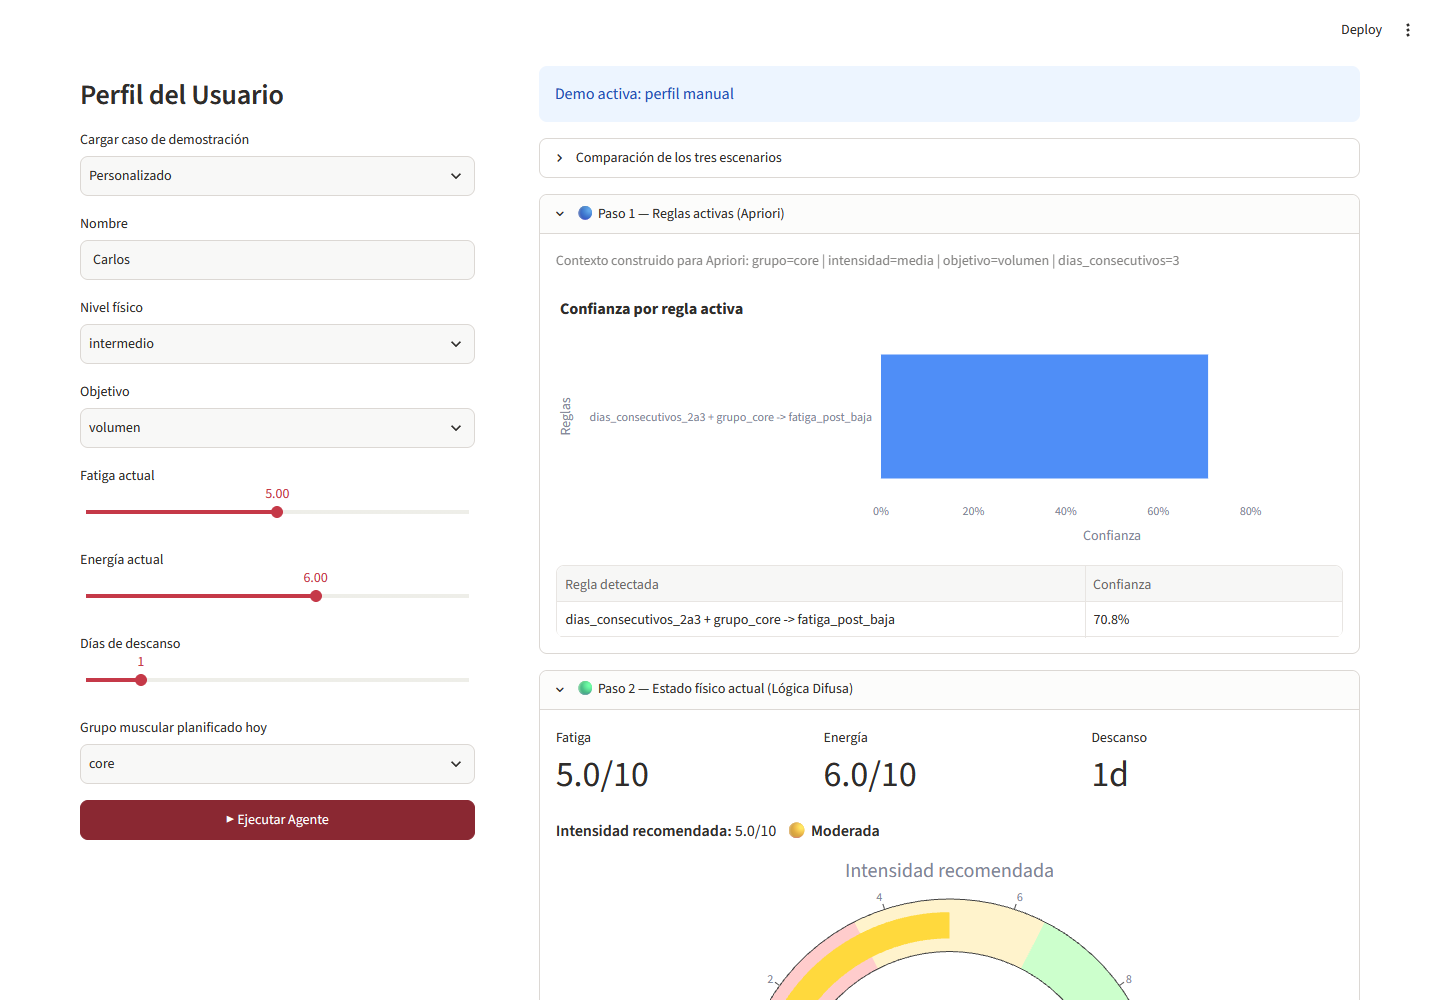 Deploy
Perfil del Usuario
Cargar caso de demostración
Personalizado
Nombre
Carlos
Nivel físico
intermedio
Objetivo
volumen
Fatiga actual
5.00
Energía actual
6.00
Días de descanso
1
Grupo muscular planificado hoy
core
Ejecutar Agente
Demo activa: perfil manual
Comparación de los tres escenarios
Paso 1 — Reglas activas (Apriori)
Contexto construido para Apriori: grupo=core | intensidad=media | objetivo=volumen | dias_consecutivos=3
Confianza por regla activa
Reglas
dias_consecutivos_2a3 + grupo_core -> fatiga_post_baja
0% 20% 40% 60% 80%
Confianza
Regla detectada Confianza
dias_consecutivos_2a3 + grupo_core -> fatiga_post_baja 70.8%
Paso 2 — Estado físico actual (Lógica Difusa)
Fatiga Energía Descanso
5.0/10 6.0/10 1d
Intensidad recomendada: 5.0/10 Moderada
Intensidad recomendada
4 6
2 8